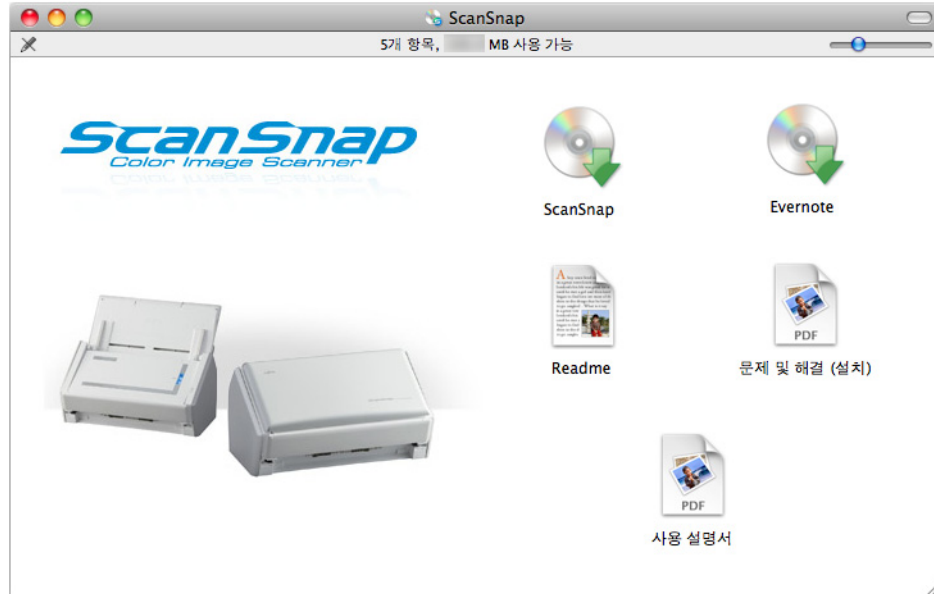 ScanSnap
5개 항목, MB 사용 가능
ScanSnap
Color Image Scanner
ScanSnap
Evernote
Readme
PDF
문제 및 해결 (설치)
PDF
사용 설명서